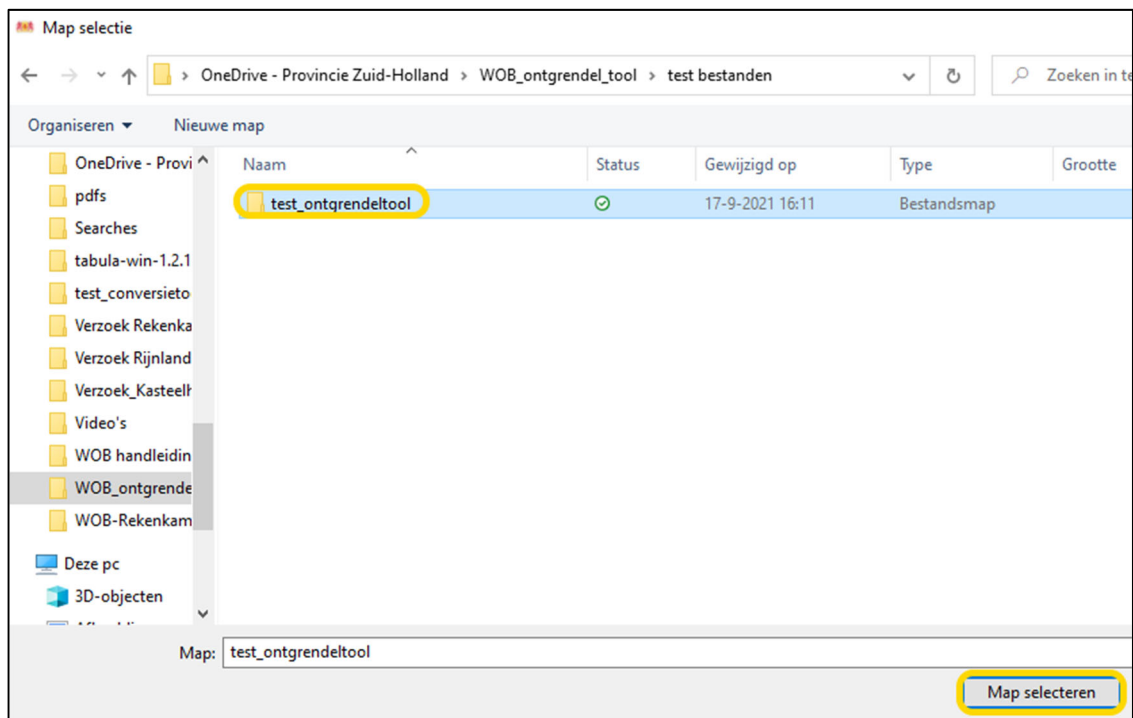 Map selectie
OneDrive - Provincie Zuid-Holland > WOB_ontgrendel_tool > test bestanden
Zoeken in te
Organiseren
Nieuwe map
OneDrive - Provi
pdfs
Searches
tabula-win-1.2.1
test_conversieto
Verzoek Rekenka
Verzoek Rijnland
Verzoek_Kasteelh
Video's
WOB handleidin
WOB_ontgrende
WOB-Rekenkam
Deze pc
3D-objecten
Naam Status Gewijzigd op Type Grootte
test_ontgrendeltool 17-9-2021 16:11 Bestandsmap
Map: test_ontgrendeltool
Map selecteren